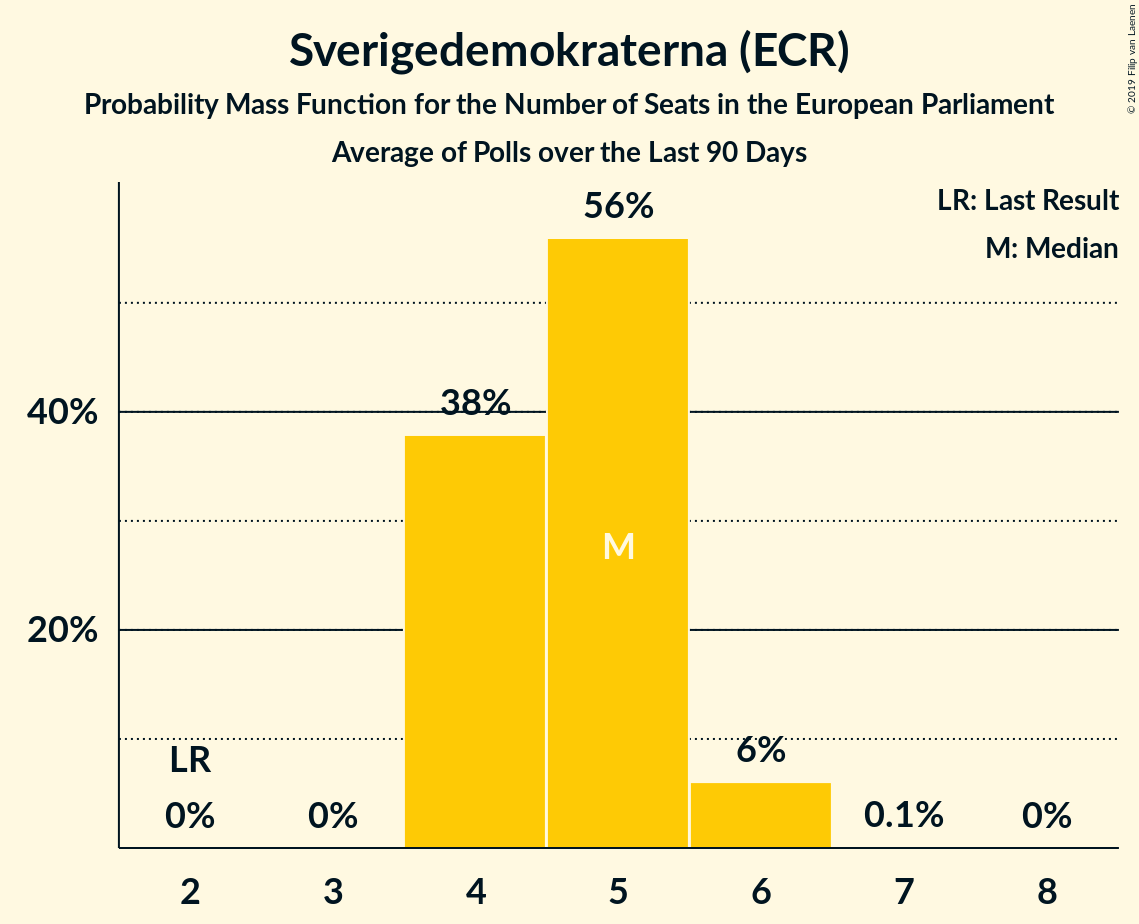 Sverigedemokraterna (ECR)
Probability Mass Function for the Number of Seats in the European Parliament
Average of Polls over the Last 90 Days
© 2019 Filip van Laenen
LR: Last Result
M: Median
56%
38%
40%
M
20%
LR
6%
0%
0%
0.1%
0%
2
3
4
5
6
7
8